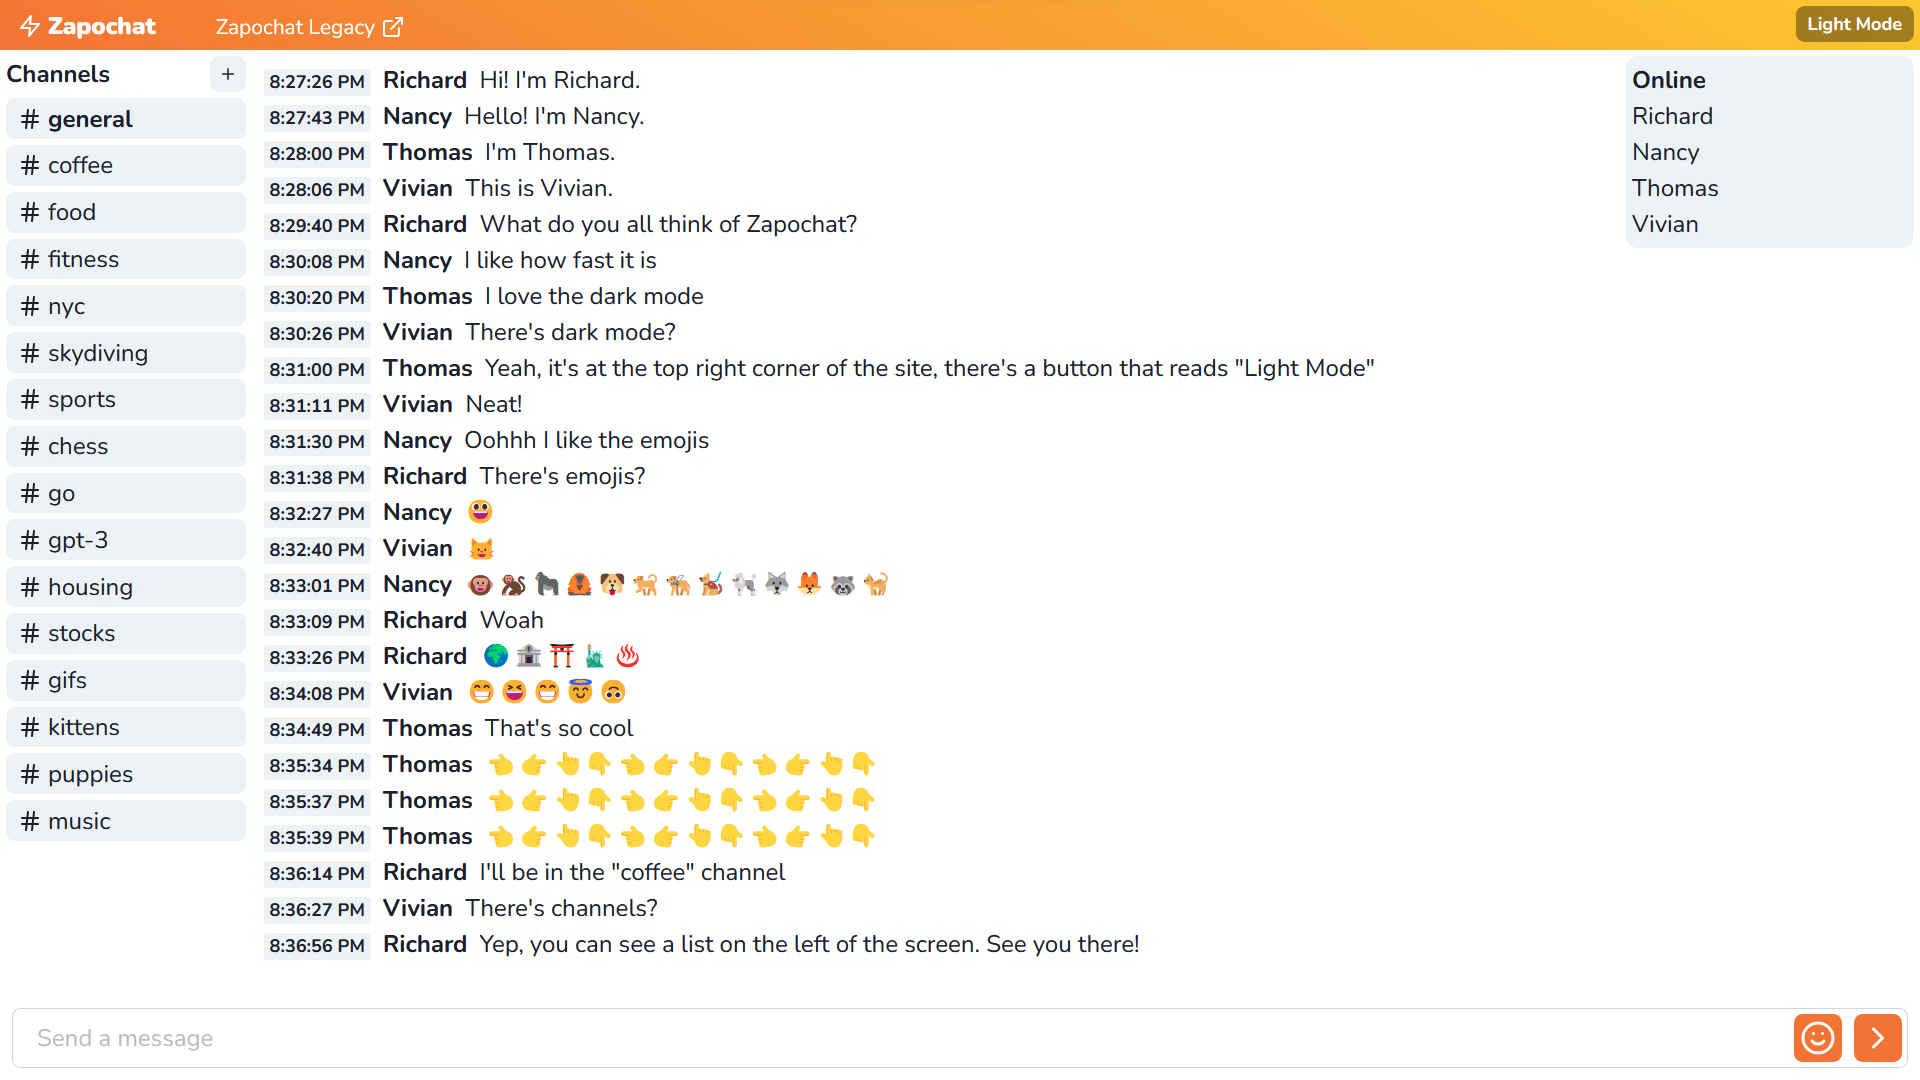 Zapochat
Zapochat Legacy
Light Mode
Channels
+
# general
# coffee
# food
# fitness
# nyc
# skydiving
# sports
# chess
# go
# gpt-3
# housing
# stocks
# gifs
# kittens
# puppies
# music
8:27:26 PM Richard Hi! I'm Richard.
8:27:43 PM Nancy Hello! I'm Nancy.
8:28:00 PM Thomas I'm Thomas.
8:28:06 PM Vivian This is Vivian.
8:29:40 PM Richard What do you all think of Zapochat?
8:30:08 PM Nancy I like how fast it is
8:30:20 PM Thomas I love the dark mode
8:30:26 PM Vivian There's dark mode?
8:31:00 PM Thomas Yeah, it's at the top right corner of the site, there's a button that reads "Light Mode"
8:31:11 PM Vivian Neat!
8:31:30 PM Nancy Oohhh I like the emojis
8:31:38 PM Richard There's emojis?
8:32:27 PM Nancy 😃
8:32:40 PM Vivian 😺
8:33:01 PM Nancy 🐵 🐒 🦍 🦧 🐶 🐕 🦮 🐕‍🦺 🐩 🐺 🦊 🦝 🐈
8:33:09 PM Richard Woah
8:33:26 PM Richard 🌍 🏦 ⛩ 🗽 ♨
8:34:08 PM Vivian 😁 😆 😁 😇 🙃
8:34:49 PM Thomas That's so cool
8:35:34 PM Thomas 👈 👉 👆 👇 👈 👉 👆 👇 👈 👉 👆 👇
8:35:37 PM Thomas 👈 👉 👆 👇 👈 👉 👆 👇 👈 👉 👆 👇
8:35:39 PM Thomas 👈 👉 👆 👇 👈 👉 👆 👇 👈 👉 👆 👇
8:36:14 PM Richard I'll be in the "coffee" channel
8:36:27 PM Vivian There's channels?
8:36:56 PM Richard Yep, you can see a list on the left of the screen. See you there!
Online
Richard
Nancy
Thomas
Vivian
Send a message